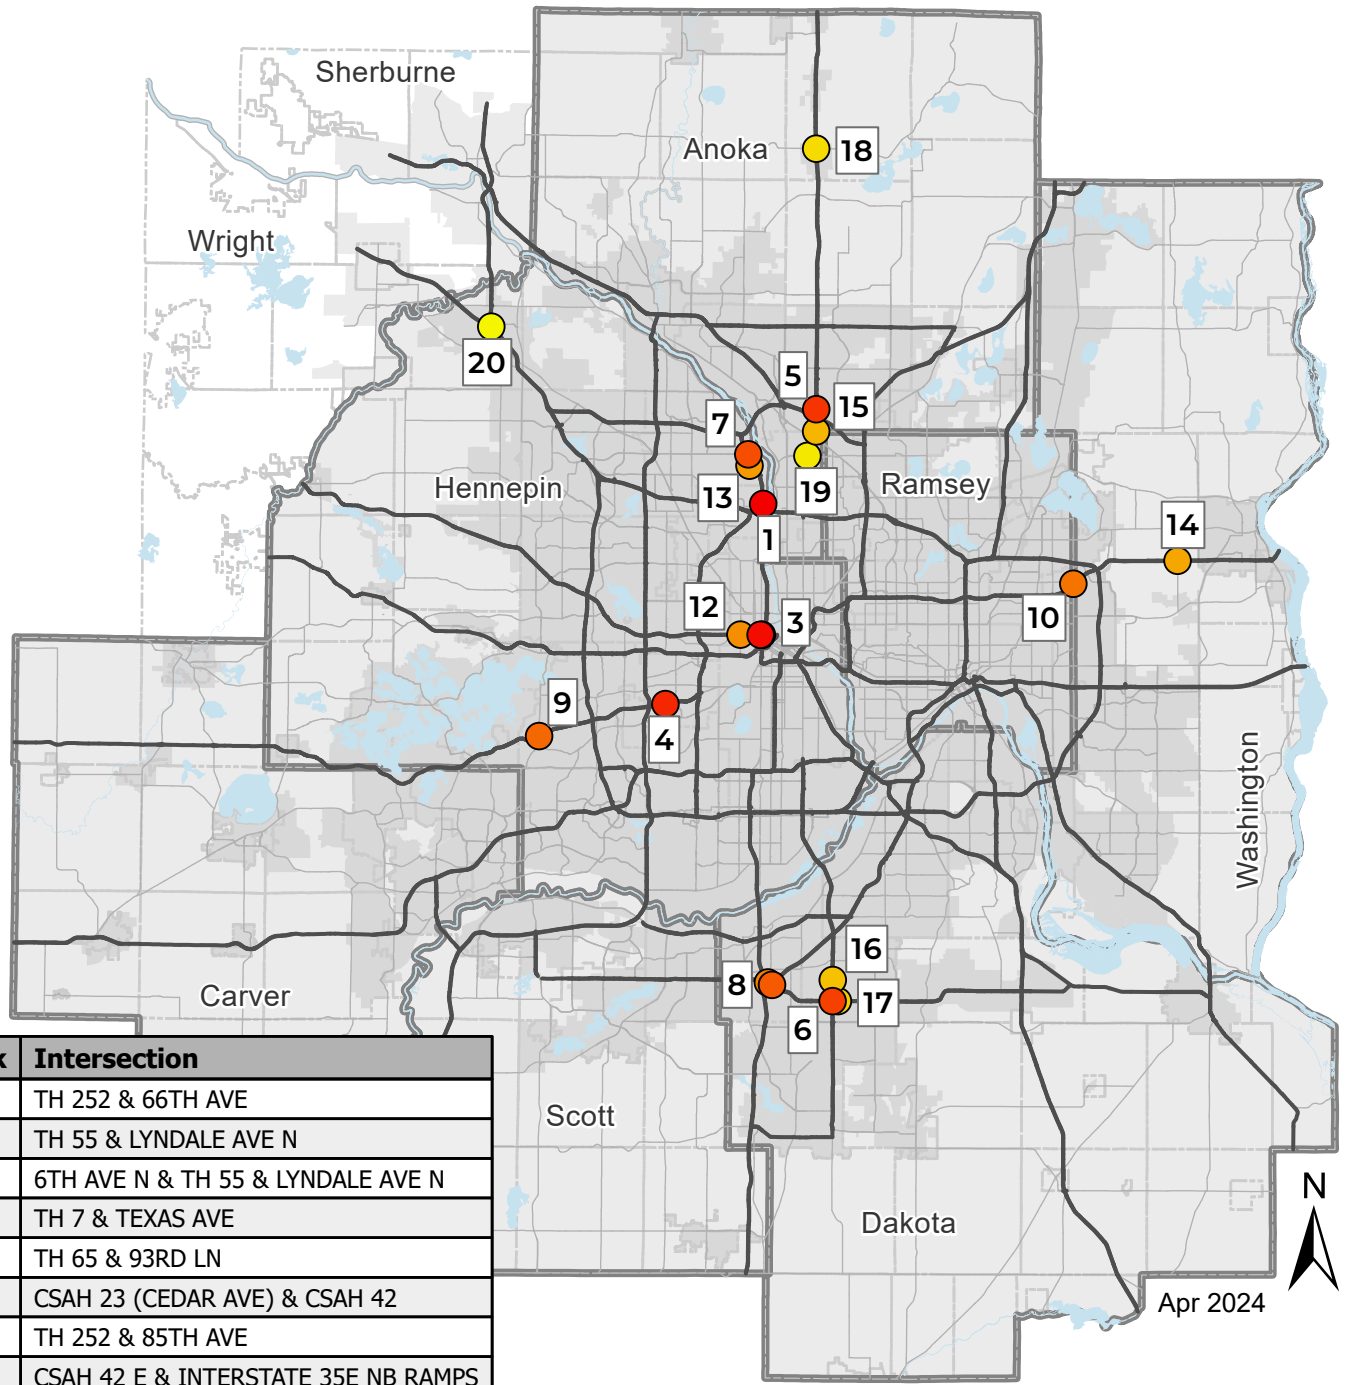 Sherburne
Anoka
18
Wright
20
5
15
7
Hennepin
13
19
Ramsey
1
14
12
3
10
9
4
Washington
16
8
17
6
Carver
Scott
Dakota
N
Apr 2024
k Intersection
TH 252 & 66TH AVE
TH 55 & LYNDALE AVE N
6TH AVE N & TH 55 & LYNDALE AVE N
TH 7 & TEXAS AVE
TH 65 & 93RD LN
CSAH 23 (CEDAR AVE) & CSAH 42
TH 252 & 85TH AVE
CSAH 42 E & INTERSTATE 35E NB RAMPS